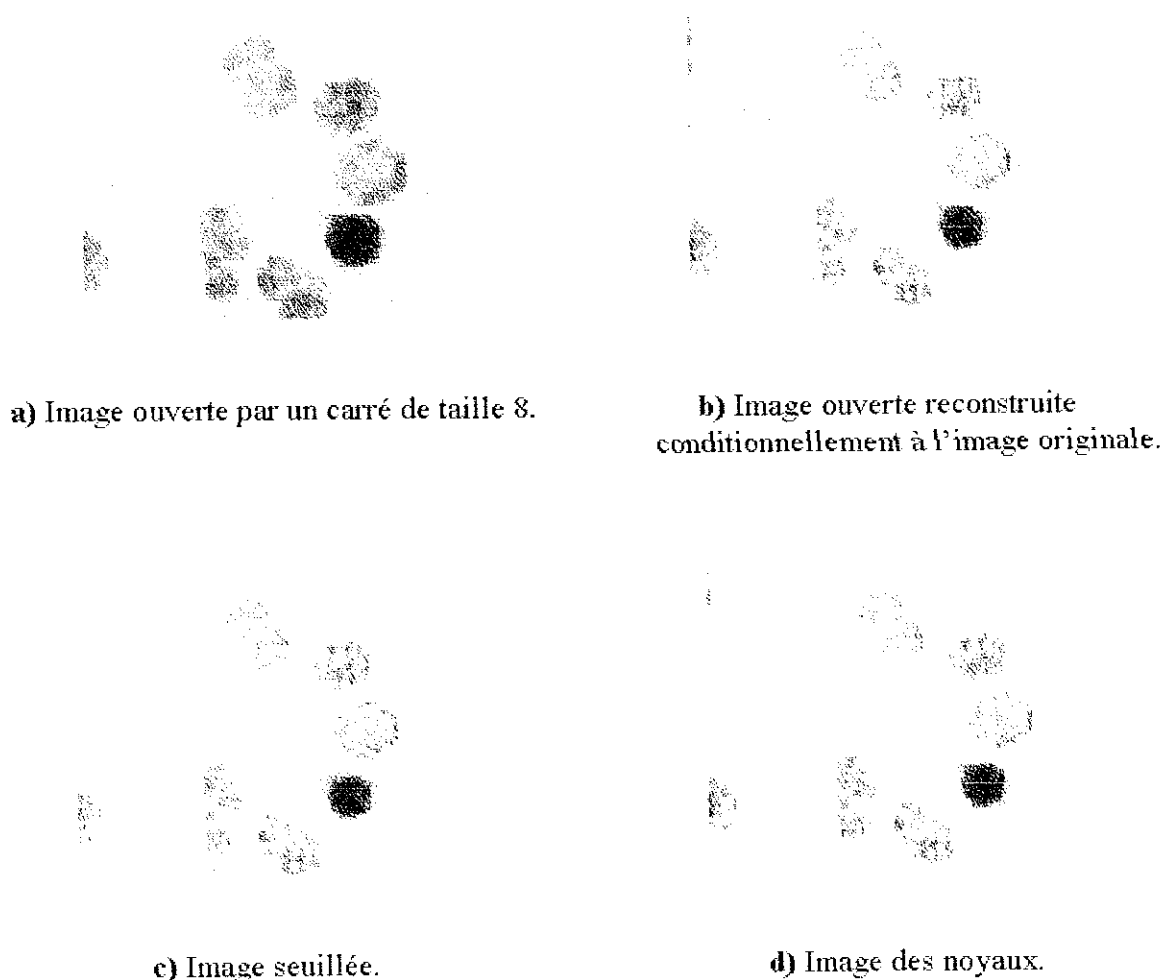 a) Image ouverte par un carré de taille 8.
b) Image ouverte reconstruite
conditionnellement à l'image originale.
c) Image seuillée.
d) Image des noyaux.